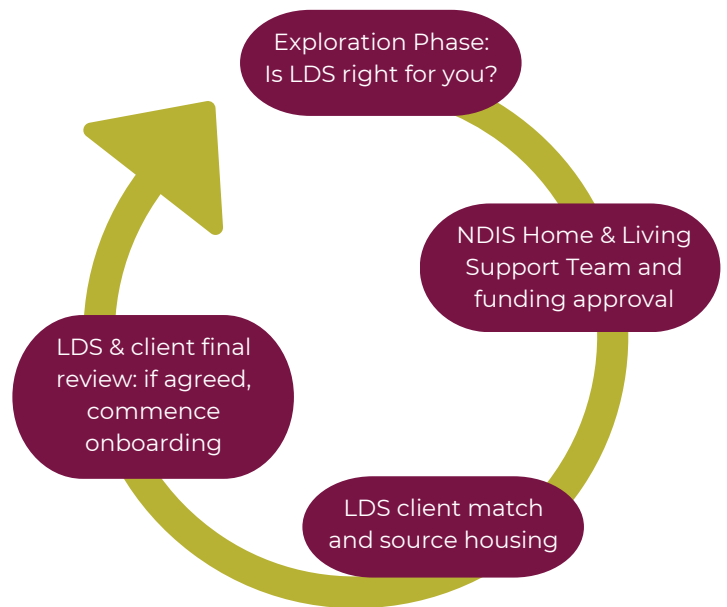 Exploration Phase:
Is LDS right for you?
NDIS Home & Living
Support Team and
funding approval
LDS client match
and source housing
LDS & client final
review: if agreed,
commence
onboarding